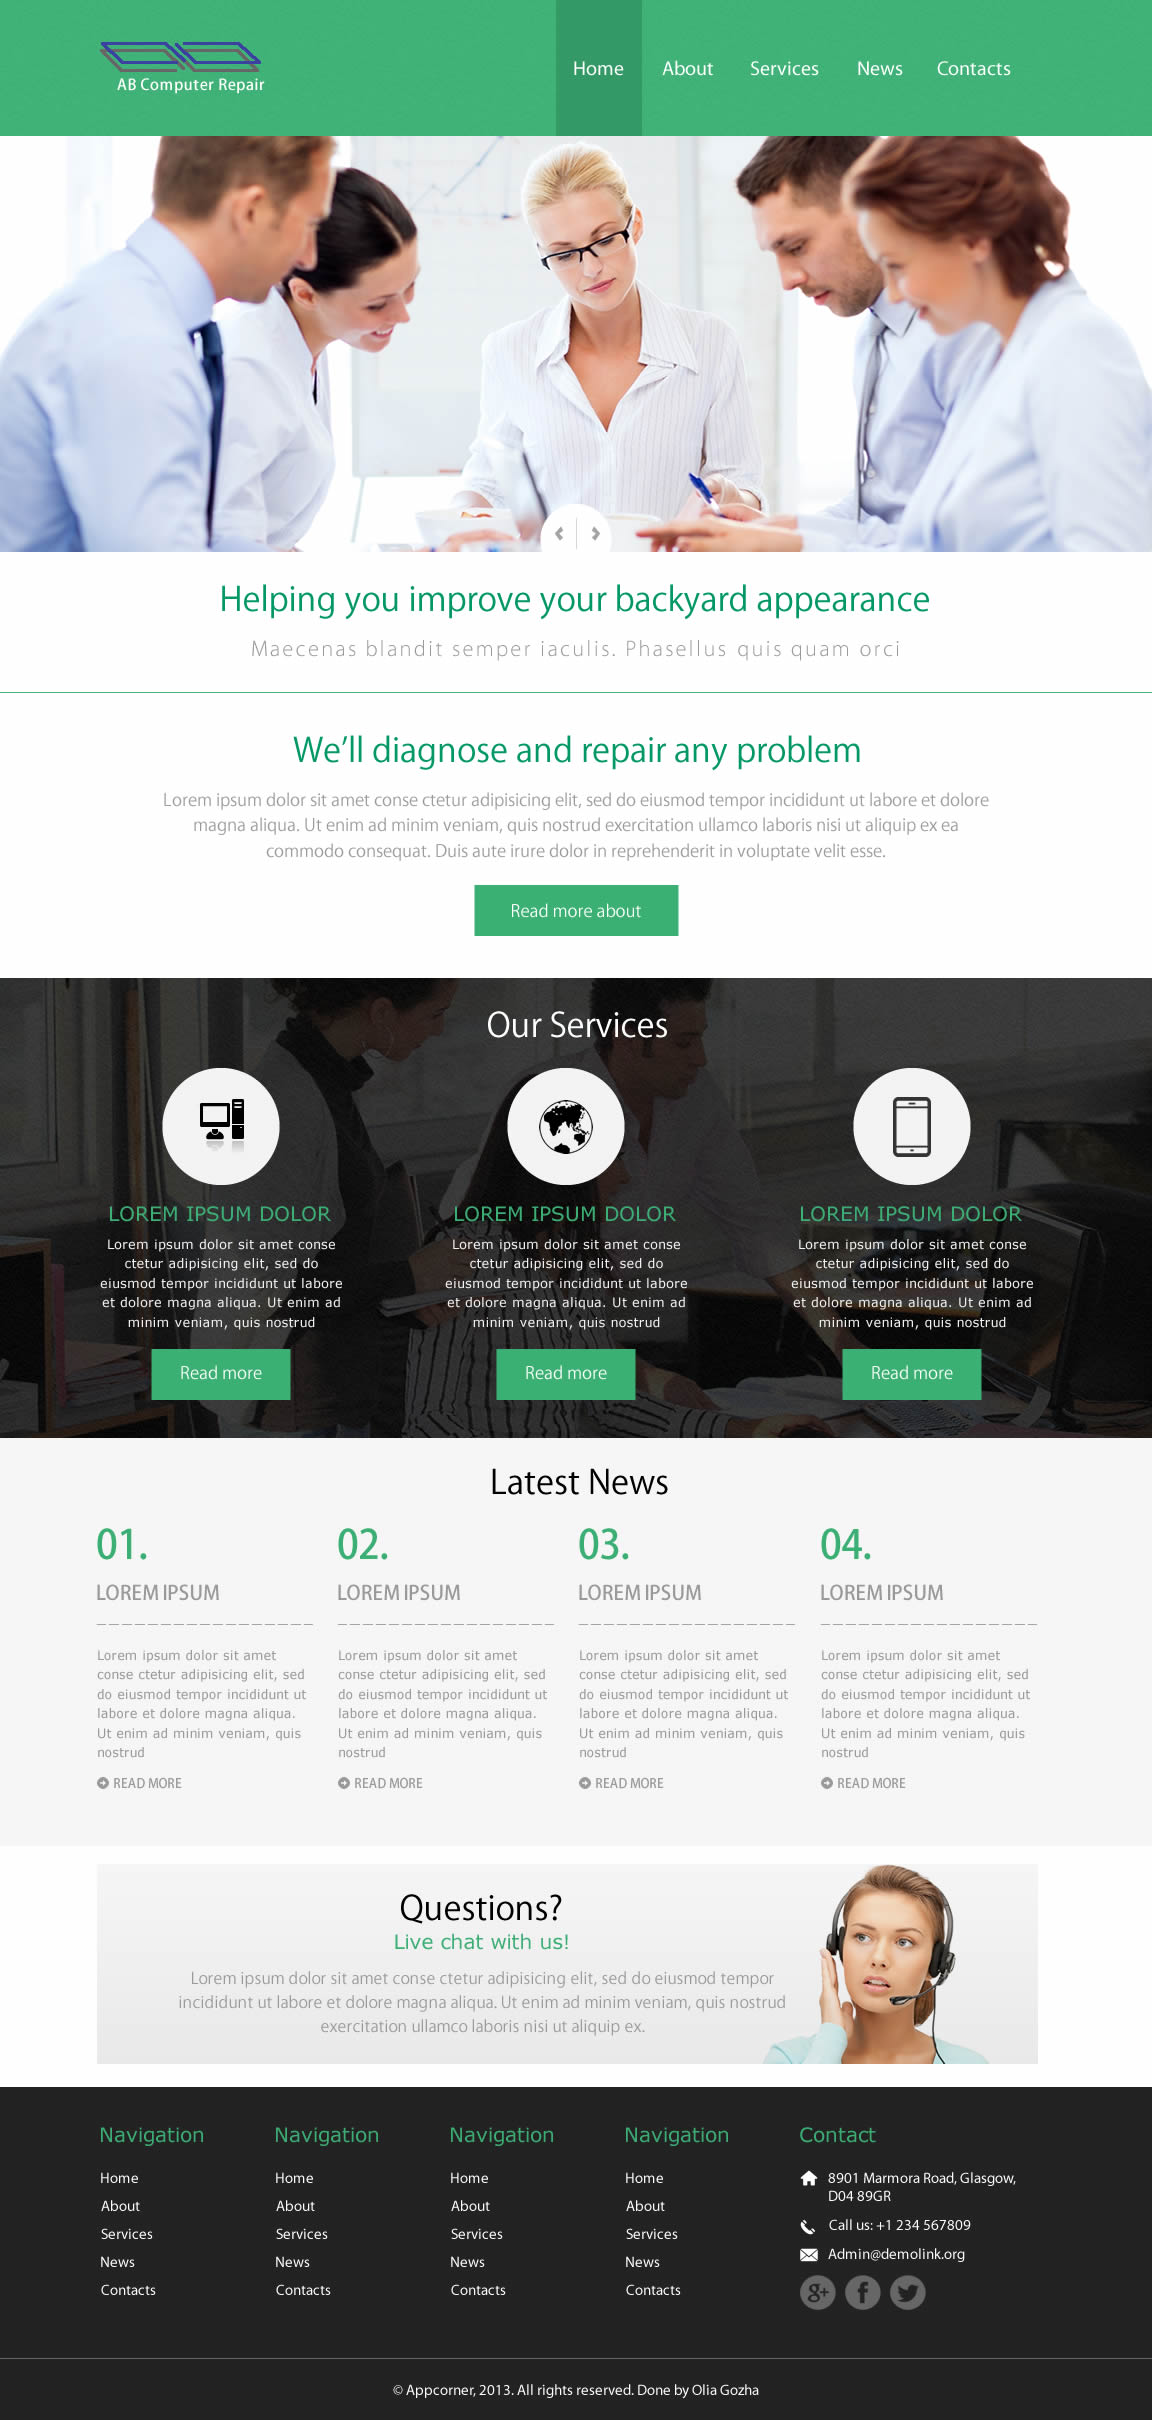 AB Computer Repair
Home About Services News Contacts
Helping you improve your backyard appearance
Maecenas blandit semper iaculis. Phasellus quis quam orci
We'll diagnose and repair any problem
Lorem ipsum dolor sit amet conse ctetur adipisicing elit, sed do eiusmod tempor incididunt ut labore et dolore
magna aliqua. Ut enim ad minim veniam, quis nostrud exercitation ullamco laboris nisi ut aliquip ex ea
commodo consequat. Duis aute irure dolor in reprehenderit in voluptate velit esse.
Read more about
Our Services
LOREM IPSUM DOLOR
Lorem ipsum dolor sit amet conse
ctetur adipisicing elit, sed do
eiusmod tempor incididunt ut labore
et dolore magna aliqua. Ut enim ad
minim veniam, quis nostrud
Read more
LOREM IPSUM DOLOR
Lorem ipsum dolor sit amet conse
ctetur adipisicing elit, sed do
eiusmod tempor incididunt ut labore
et dolore magna aliqua. Ut enim ad
minim veniam, quis nostrud
Read more
LOREM IPSUM DOLOR
Lorem ipsum dolor sit amet conse
ctetur adipisicing elit, sed do
eiusmod tempor incididunt ut labore
et dolore magna aliqua. Ut enim ad
minim veniam, quis nostrud
Read more
Latest News
01.
LOREM IPSUM
Lorem ipsum dolor sit amet
conse ctetur adipisicing elit, sed
do eiusmod tempor incididunt ut
labore et dolore magna aliqua.
Ut enim ad minim veniam, quis
nostrud
READ MORE
02.
LOREM IPSUM
Lorem ipsum dolor sit amet
conse ctetur adipisicing elit, sed
do eiusmod tempor incididunt ut
labore et dolore magna aliqua.
Ut enim ad minim veniam, quis
nostrud
READ MORE
03.
LOREM IPSUM
Lorem ipsum dolor sit amet
conse ctetur adipisicing elit, sed
do eiusmod tempor incididunt ut
labore et dolore magna aliqua.
Ut enim ad minim veniam, quis
nostrud
READ MORE
04.
LOREM IPSUM
Lorem ipsum dolor sit amet
conse ctetur adipisicing elit, sed
do eiusmod tempor incididunt ut
labore et dolore magna aliqua.
Ut enim ad minim veniam, quis
nostrud
READ MORE
Questions?
Live chat with us!
Lorem ipsum dolor sit amet conse ctetur adipisicing elit, sed do eiusmod tempor
incididunt ut labore et dolore magna aliqua. Ut enim ad minim veniam, quis nostrud
exercitation ullamco laboris nisi ut aliquip ex.
Navigation
Home
About
Services
News
Contacts
Navigation
Home
About
Services
News
Contacts
Navigation
Home
About
Services
News
Contacts
Navigation
Home
About
Services
News
Contacts
Contact
8901 Marmora Road, Glasgow,
D04 89GR
Call us: +1 234 567809
Admin@demolink.org
© Appcorner, 2013. All rights reserved. Done by Olia Gozha